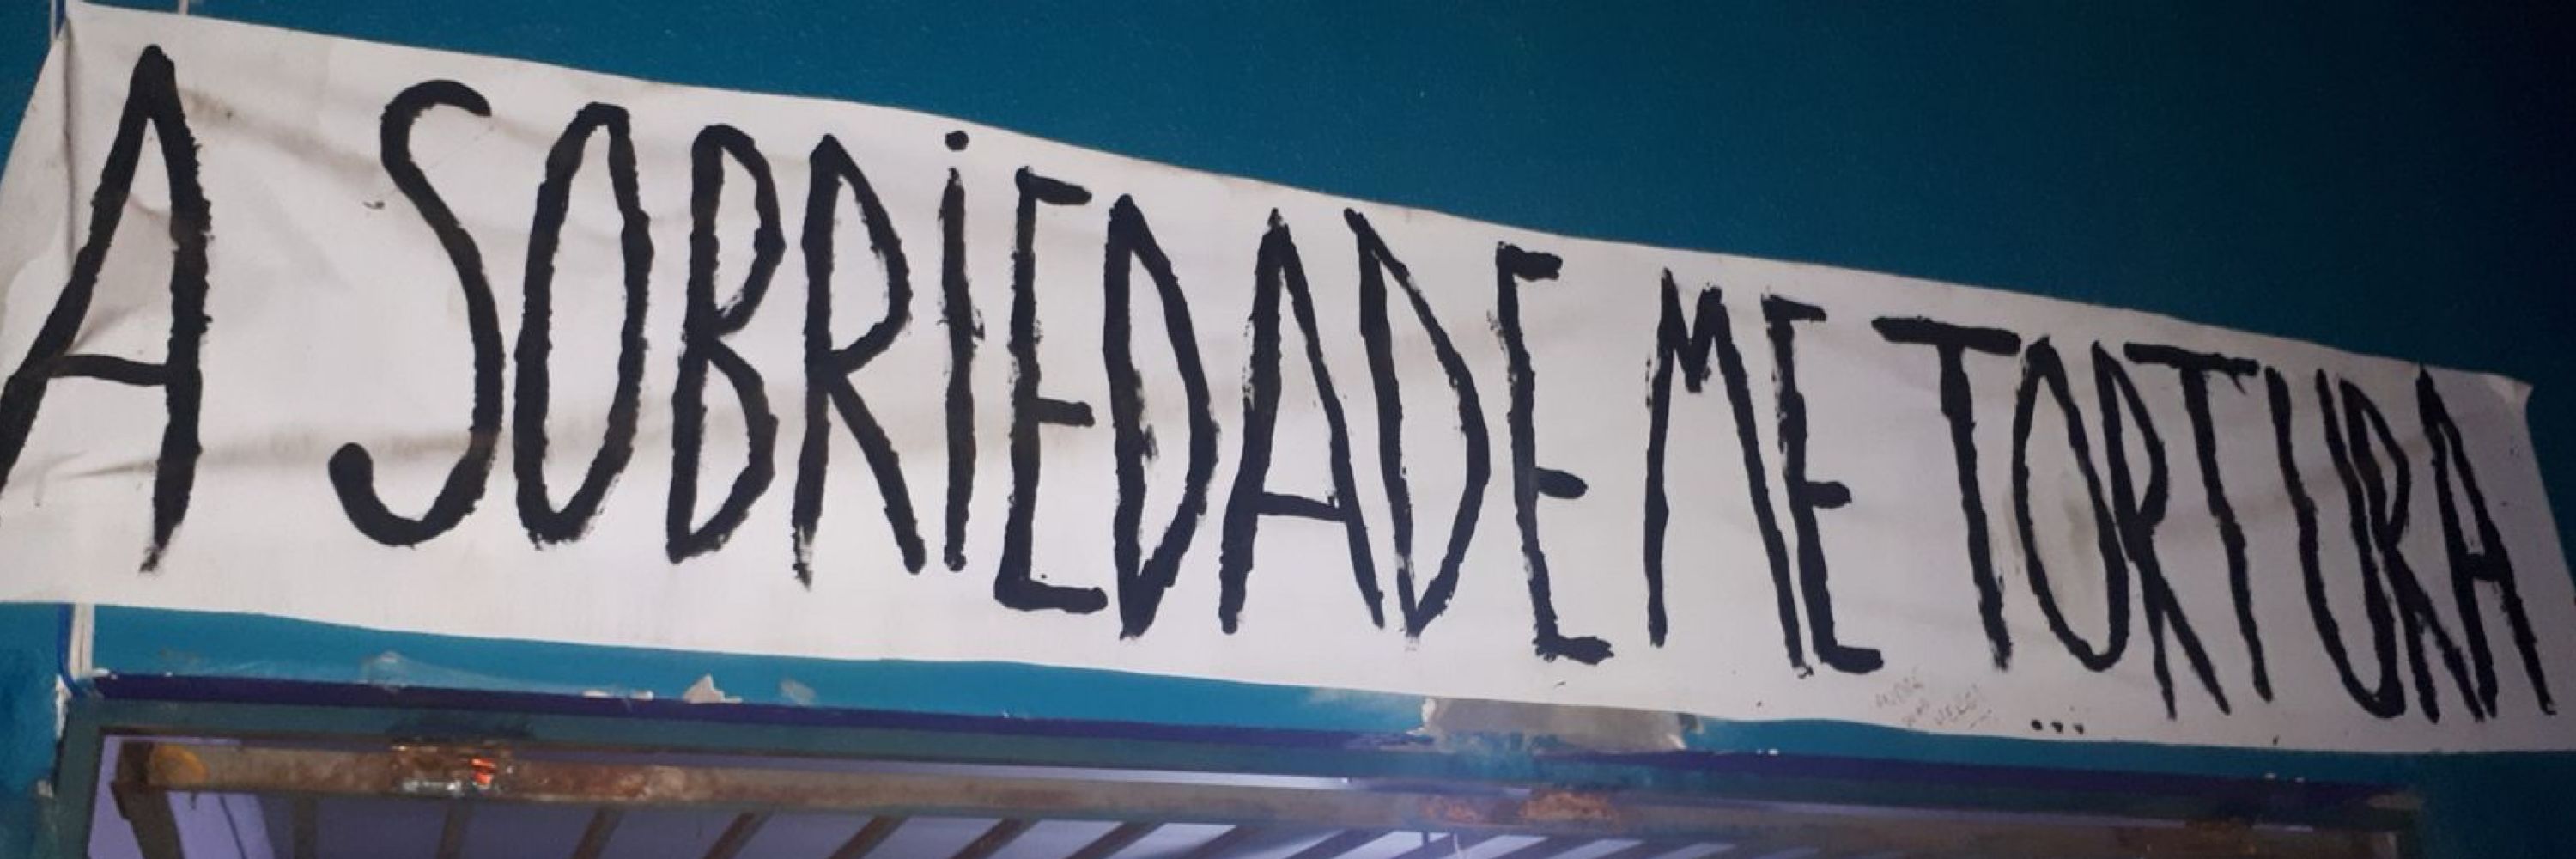 A SOBRiEDADE ME TORTURA
...